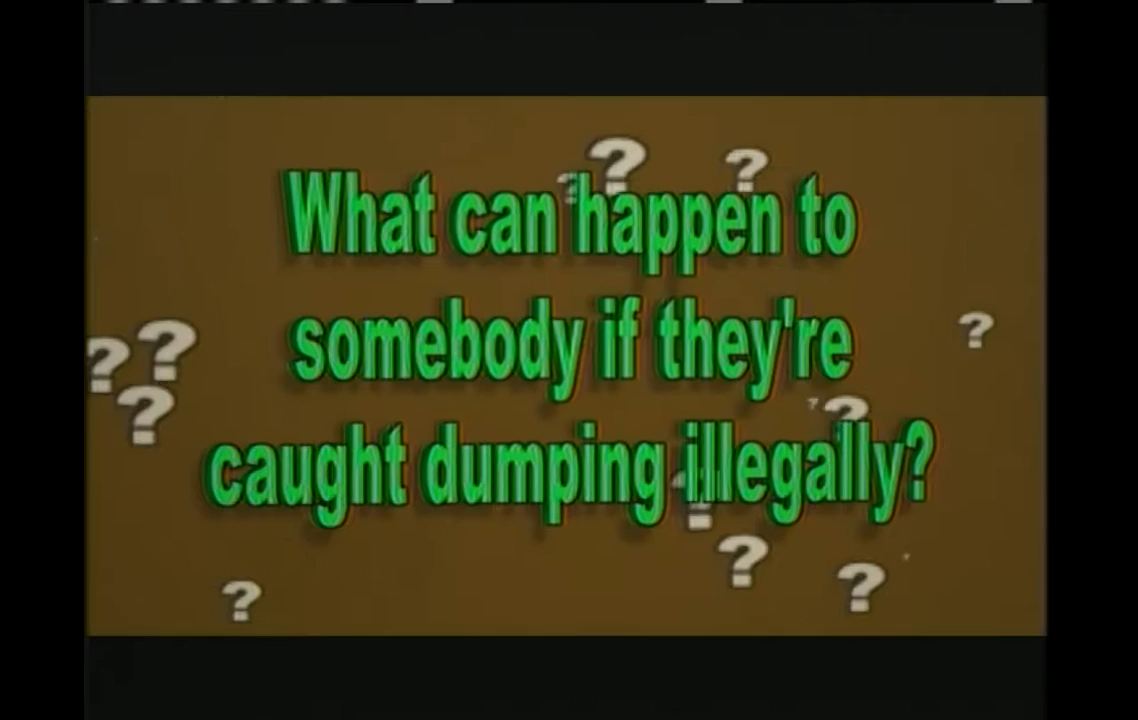 What can happen to
somebody if they're
caught dumping illegally?